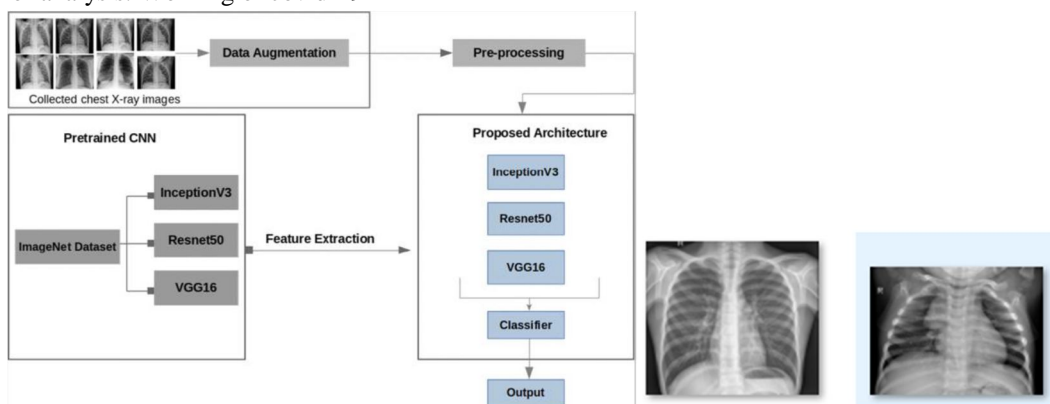 Data Augmentation
Pre-processing
Collected chest X-ray images
Pretrained CNN
Proposed Architecture
InceptionV3
InceptionV3
Resnet50
ImageNet Dataset
Resnet50
Feature Extraction
VGG16
VGG16
Classifier
Output